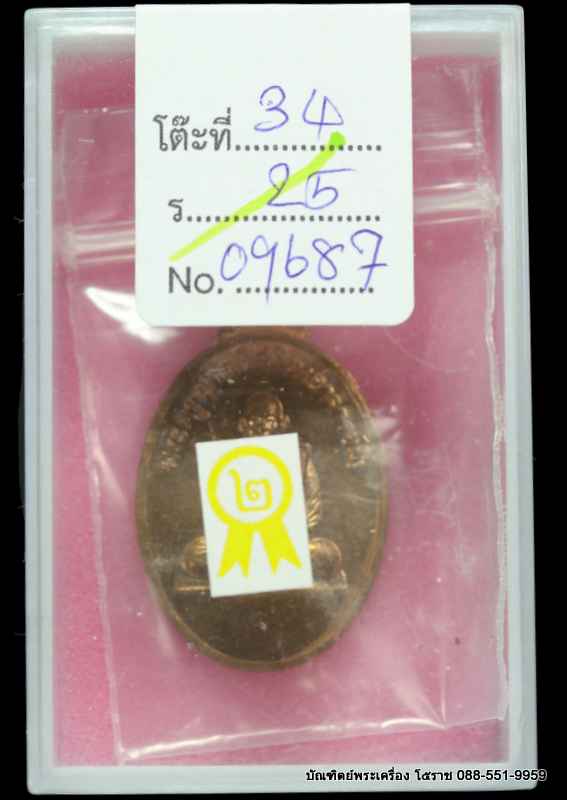 โต๊ะที่ 34
ร 25
No. 09687
๒
บัณฑิตย์พระเครื่อง โ๕ราช 088-551-9959